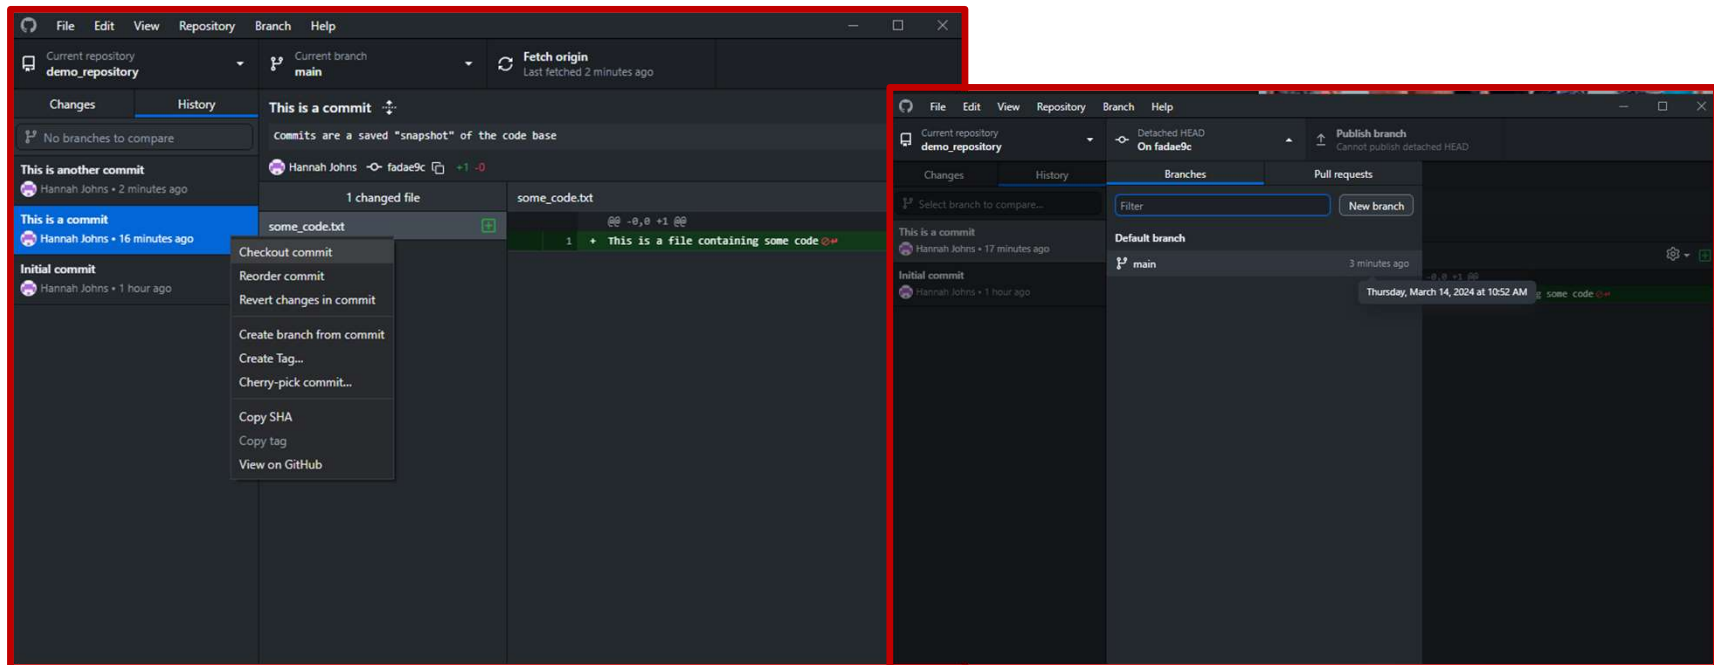 File Edit View Repository Branch Help
Current repository
demo_repository
Current branch
main
Fetch origin
Last fetched 2 minutes ago
Changes History
No branches to compare
This is another commit
Hannah Johns • 2 minutes ago
This is a commit
Hannah Johns • 16 minutes ago
Initial commit
Hannah Johns • 1 hour ago
This is a commit
Commits are a saved "snapshot" of the code base
Hannah Johns fadae9c +1 -0
1 changed file
some_code.txt
some_code.txt
@@ -0,0 +1 @@
1 + This is a file containing some code
Checkout commit
Reorder commit
Revert changes in commit
Create branch from commit
Create Tag...
Cherry-pick commit...
Copy SHA
Copy tag
View on GitHub
File Edit View Repository Branch Help
Current repository
demo_repository
Detached HEAD
On fadae9c
Publish branch
Cannot publish detached HEAD
Changes History
Select branch to compare...
This is a commit
Hannah Johns • 17 minutes ago
Initial commit
Hannah Johns • 1 hour ago
Branches Pull requests
Filter
New branch
Default branch
main 3 minutes ago
Thursday, March 14, 2024 at 10:52 AM
-0,0 +1 @@
some code